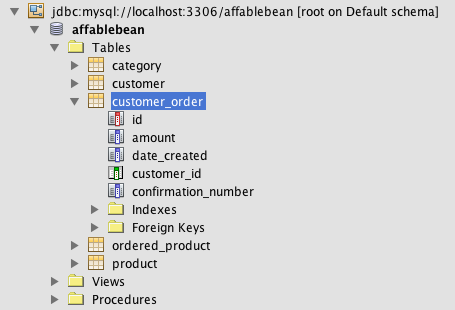 jdbc:mysql://localhost:3306/affablebean [root on Default schema]
affablebean
Tables
category
customer
customer_order
id
amount
date_created
customer_id
confirmation_number
Indexes
Foreign Keys
ordered_product
product
Views
Procedures